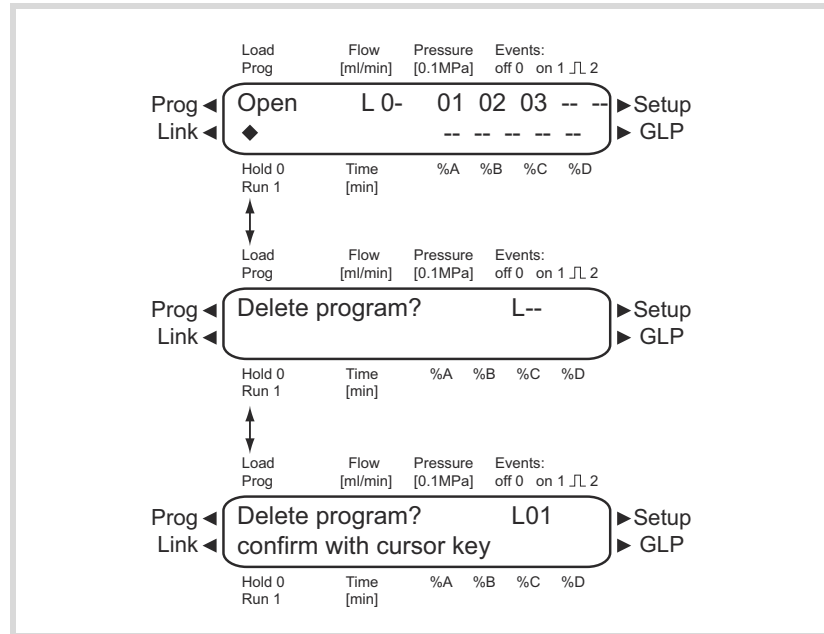 Load Flow Pressure Events:
Prog [ml/min] [0.1MPa] off 0 on 1 ⎍ 2
Prog ◄ Open L 0- 01 02 03 -- -- ►Setup
Link ◄ ◆ -- -- -- -- -- ► GLP
Hold 0 Time %A %B %C %D
Run 1 [min]
Load Flow Pressure Events:
Prog [ml/min] [0.1MPa] off 0 on 1 ⎍ 2
Prog ◄ Delete program? L-- ►Setup
Link ◄ ► GLP
Hold 0 Time %A %B %C %D
Run 1 [min]
Load Flow Pressure Events:
Prog [ml/min] [0.1MPa] off 0 on 1 ⎍ 2
Prog ◄ Delete program? L01 ►Setup
Link ◄ confirm with cursor key ► GLP
Hold 0 Time %A %B %C %D
Run 1 [min]